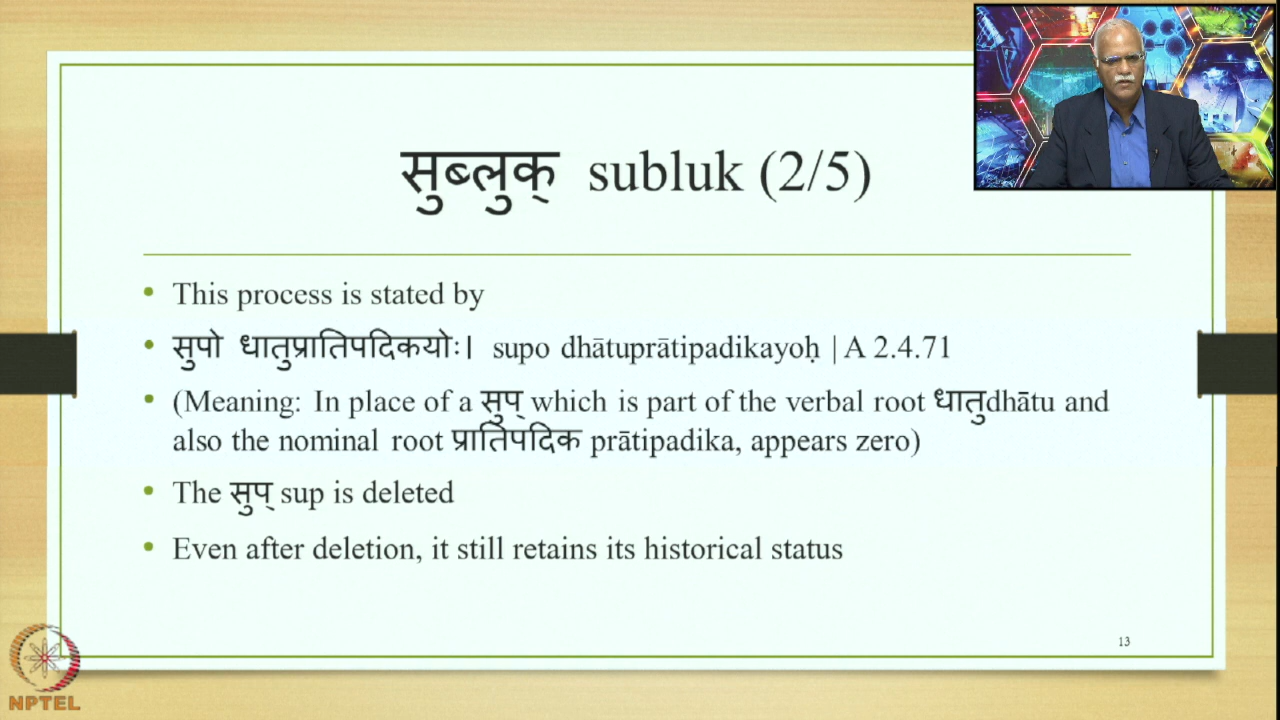 सुब्लुक् subluk (2/5)
• This process is stated by
• सुपो धातुप्रातिपदिकयोः। supo dhātuprātipadikayoḥ | A 2.4.71
• (Meaning: In place of a सुप् which is part of the verbal root धातुdhātu and
also the nominal root प्रातिपदिक prātipadika, appears zero)
• The सुप् sup is deleted
• Even after deletion, it still retains its historical status
13
NPTEL